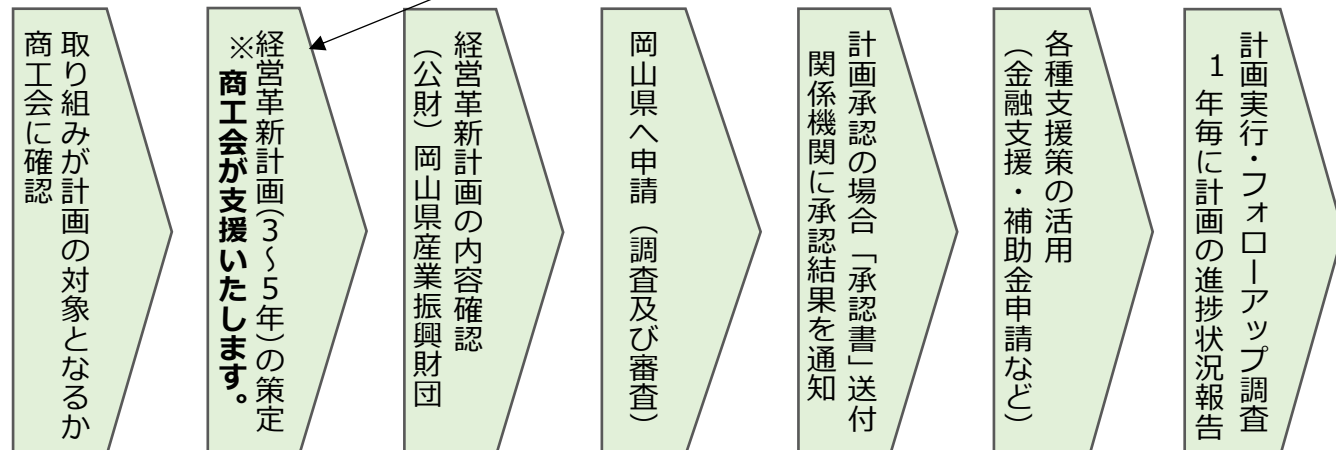 取り組みが計画の対象となるか
商工会に確認
経営革新計画(3～5年)の策定
※商工会が支援いたします。
経営革新計画の内容確認
（公財）岡山県産業振興財団
岡山県へ申請（調査及び審査）
計画承認の場合「承認書」送付
関係機関に承認結果を通知
各種支援策の活用
（金融支援・補助金申請など）
計画実行・フォローアップ調査
１年毎に計画の進捗状況報告